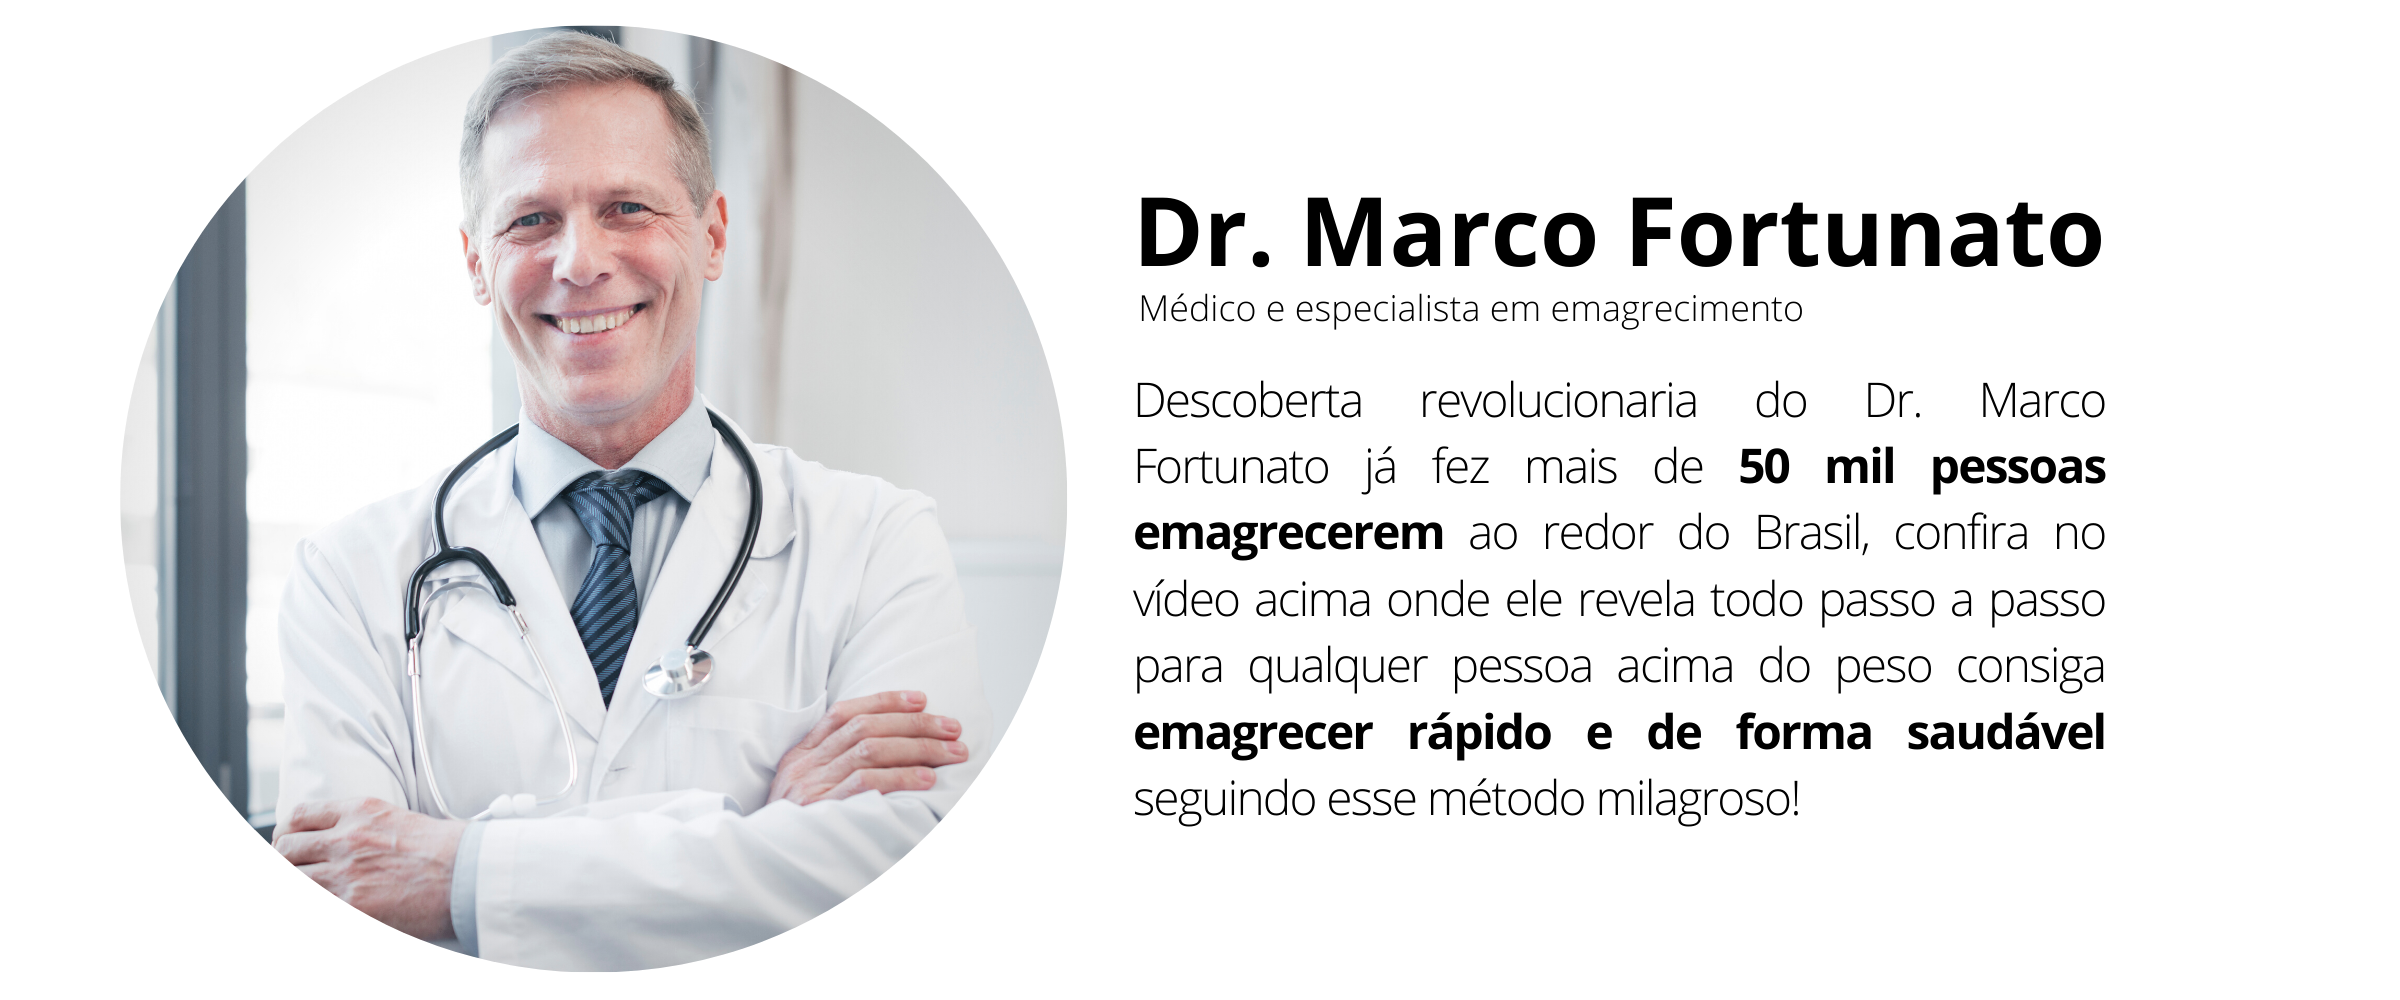 Dr. Marco Fortunato
Médico e especialista em emagrecimento
Descoberta revolucionaria do Dr. Marco
Fortunato já fez mais de 50 mil pessoas
emagrecerem ao redor do Brasil, confira no
vídeo acima onde ele revela todo passo a passo
para qualquer pessoa acima do peso consiga
emagrecer rápido e de forma saudável
seguindo esse método milagroso!